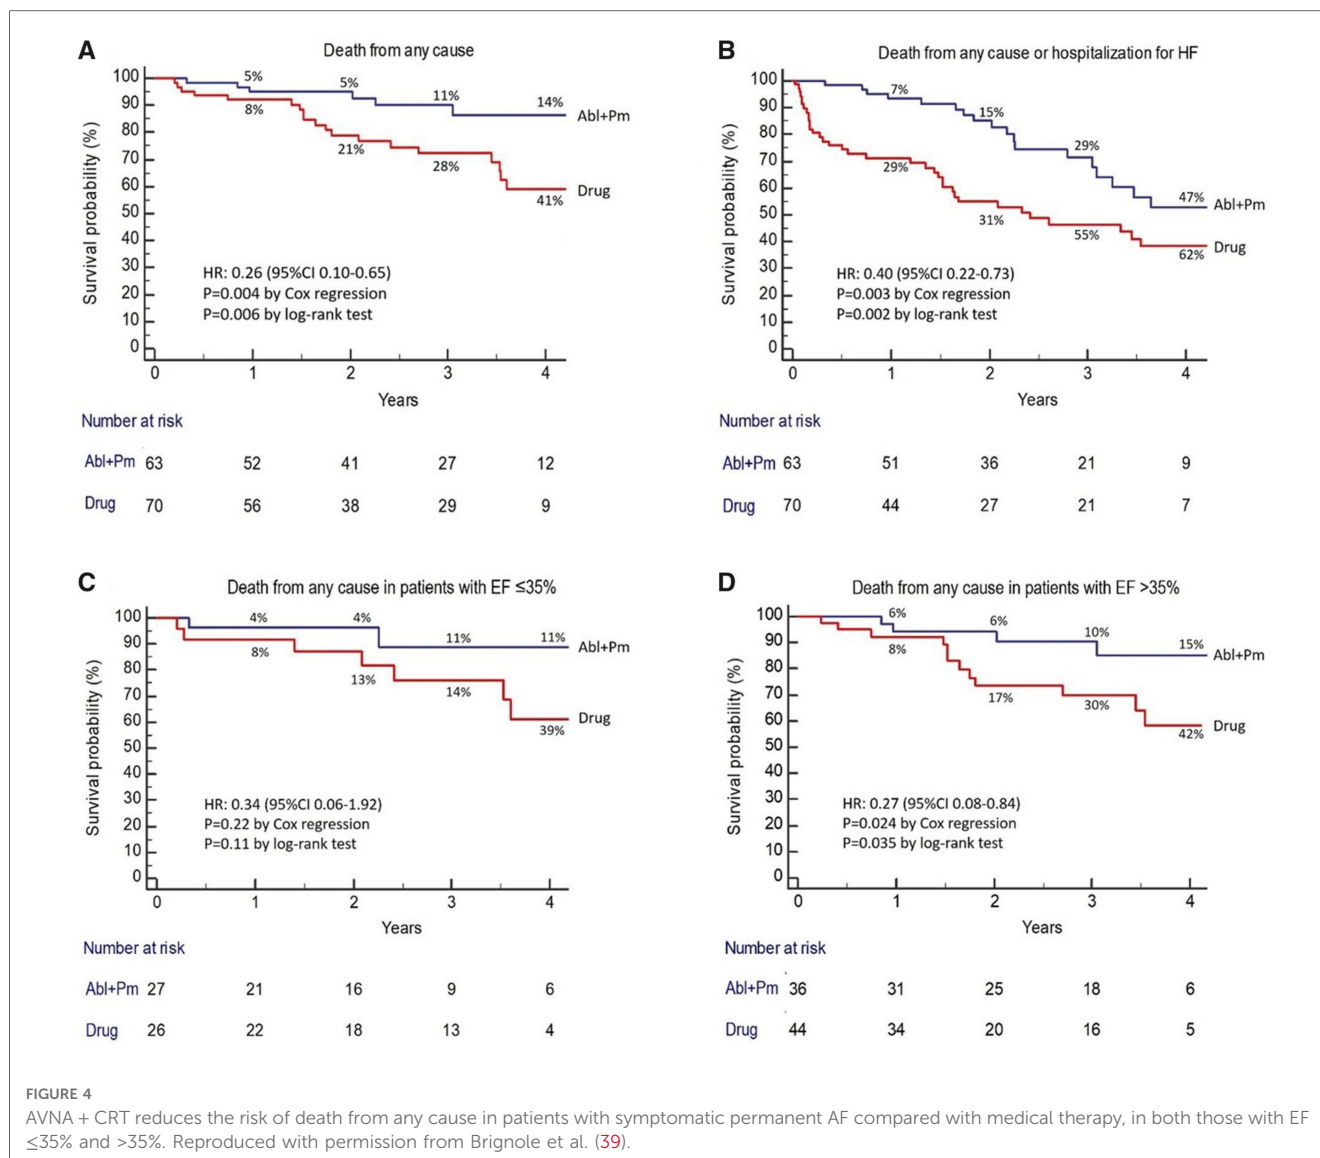 A
Death from any cause
100
90
80
70
60
50
40
30
20
10
0
Survival probability (%)
5%
5%
11%
14%
Abl+Pm
8%
21%
28%
41%
Drug
HR: 0.26 (95%CI 0.10-0.65)
P=0.004 by Cox regression
P=0.006 by log-rank test
0 1 2 3 4
Years
Number at risk
Abl+Pm 63 52 41 27 12
Drug 70 56 38 29 9
B
Death from any cause or hospitalization for HF
100
90
80
70
60
50
40
30
20
10
0
Survival probability (%)
7%
15%
29%
47%
Abl+Pm
29%
31%
55%
62%
Drug
HR: 0.40 (95%CI 0.22-0.73)
P=0.003 by Cox regression
P=0.002 by log-rank test
0 1 2 3 4
Years
Number at risk
Abl+Pm 63 51 36 21 9
Drug 70 44 27 21 7
C
Death from any cause in patients with EF ≤35%
100
90
80
70
60
50
40
30
20
10
0
Survival probability (%)
4%
4%
11%
11%
Abl+Pm
8%
13%
14%
39%
Drug
HR: 0.34 (95%CI 0.06-1.92)
P=0.22 by Cox regression
P=0.11 by log-rank test
0 1 2 3 4
Years
Number at risk
Abl+Pm 27 21 16 9 6
Drug 26 22 18 13 4
D
Death from any cause in patients with EF >35%
100
90
80
70
60
50
40
30
20
10
0
Survival probability (%)
6%
6%
10%
15%
Abl+Pm
8%
17%
30%
42%
Drug
HR: 0.27 (95%CI 0.08-0.84)
P=0.024 by Cox regression
P=0.035 by log-rank test
0 1 2 3 4
Years
Number at risk
Abl+Pm 36 31 25 18 6
Drug 44 34 20 16 5
FIGURE 4
AVNA + CRT reduces the risk of death from any cause in patients with symptomatic permanent AF compared with medical therapy, in both those with EF
≤35% and >35%. Reproduced with permission from Brignole et al. (39).